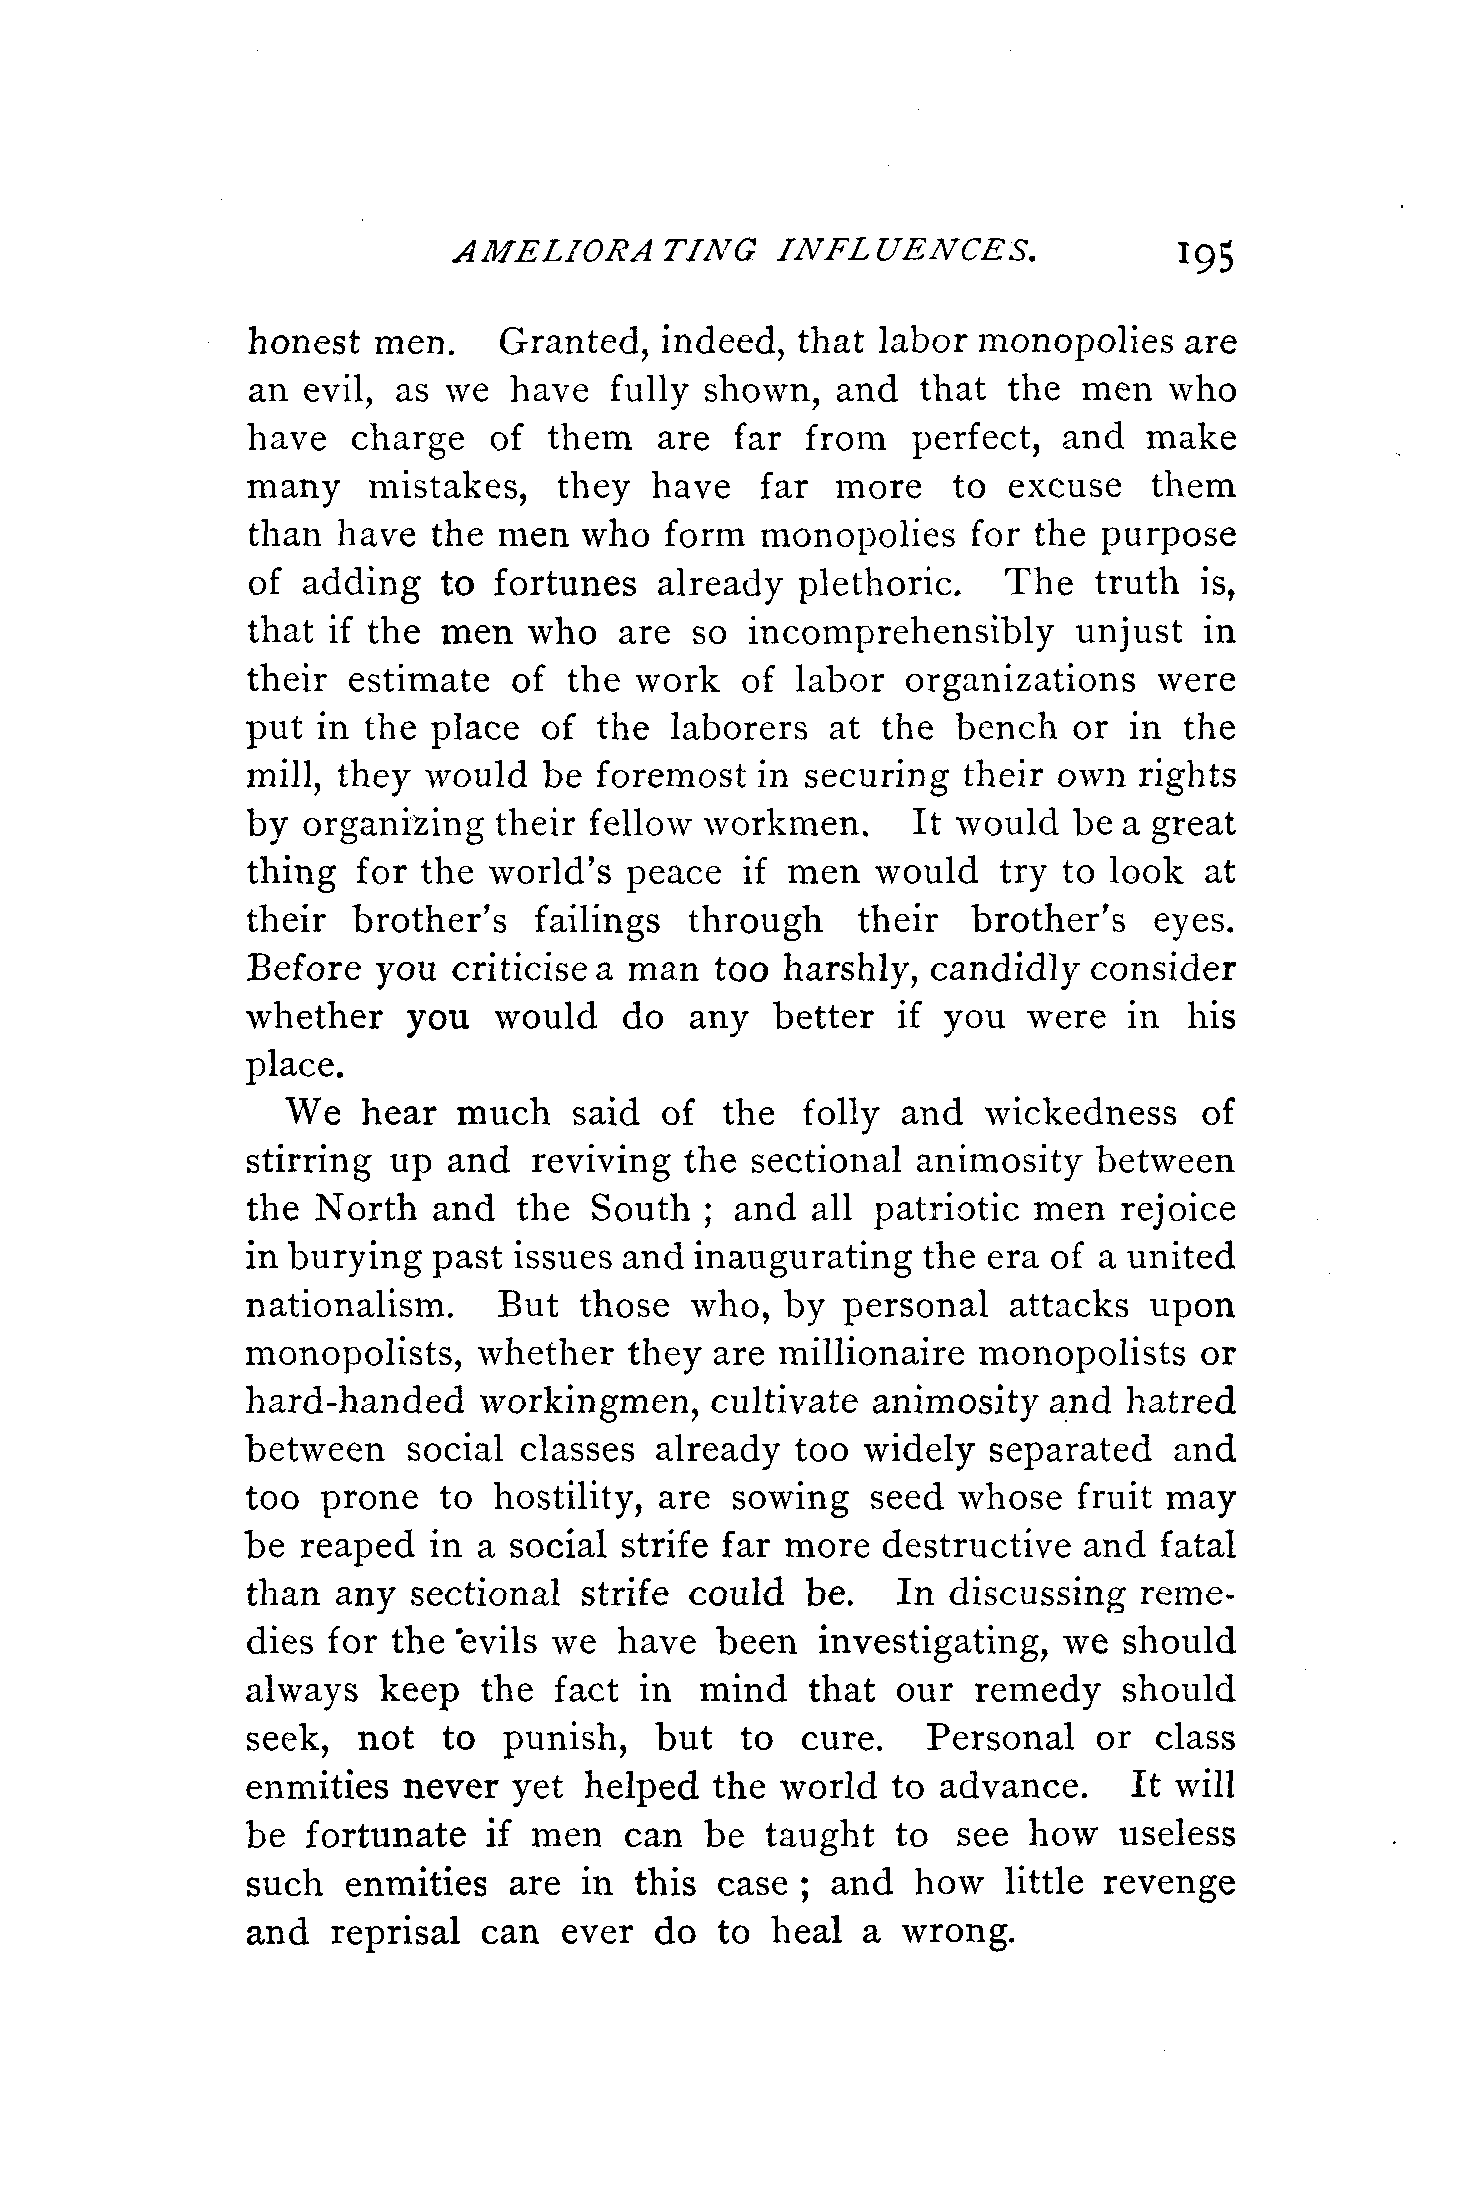 AMELIORATING INFLUENCES. 195
honest men. Granted, indeed, that labor monopolies are
an evil, as we have fully shown, and that the men who
have charge of them are far from perfect, and make
many mistakes, they have far more to excuse them
than have the men who form monopolies for the purpose
of adding to fortunes already plethoric. The truth is,
that if the men who are so incomprehensibly unjust in
their estimate of the work of labor organizations were
put in the place of the laborers at the bench or in the
mill, they would be foremost in securing their own rights
by organizing their fellow workmen. It would be a great
thing for the world's peace if men would try to look at
their brother's failings through their brother's eyes.
Before you criticise a man too harshly, candidly consider
whether you would do any better if you were in his
place.
We hear much said of the folly and wickedness of
stirring up and reviving the sectional animosity between
the North and the South ; and all patriotic men rejoice
in burying past issues and inaugurating the era of a united
nationalism. But those who, by personal attacks upon
monopolists, whether they are millionaire monopolists or
hard-handed workingmen, cultivate animosity and hatred
between social classes already too widely separated and
too prone to hostility, are sowing seed whose fruit may
be reaped in a social strife far more destructive and fatal
than any sectional strife could be. In discussing reme-
dies for the evils we have been investigating, we should
always keep the fact in mind that our remedy should
seek, not to punish, but to cure. Personal or class
enmities never yet helped the world to advance. It will
be fortunate if men can be taught to see how useless
such enmities are in this case ; and how little revenge
and reprisal can ever do to heal a wrong.